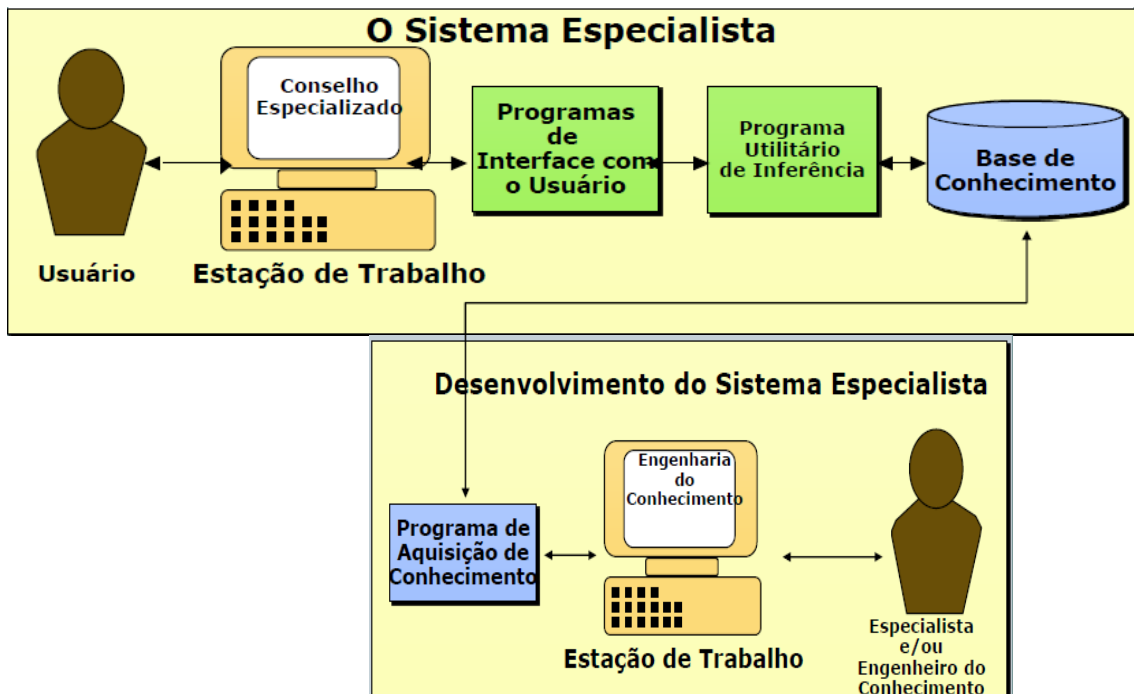 O Sistema Especialista
Conselho
Especializado
Programas
de
Interface com
o Usuário
Programa
Utilitário
de Inferência
Base de
Conhecimento
Usuário
Estação de Trabalho
Desenvolvimento do Sistema Especialista
Engenharia
do
Conhecimento
Programa de
Aquisição de
Conhecimento
Estação de Trabalho
Especialista
e/ou
Engenheiro do
Conhecimento